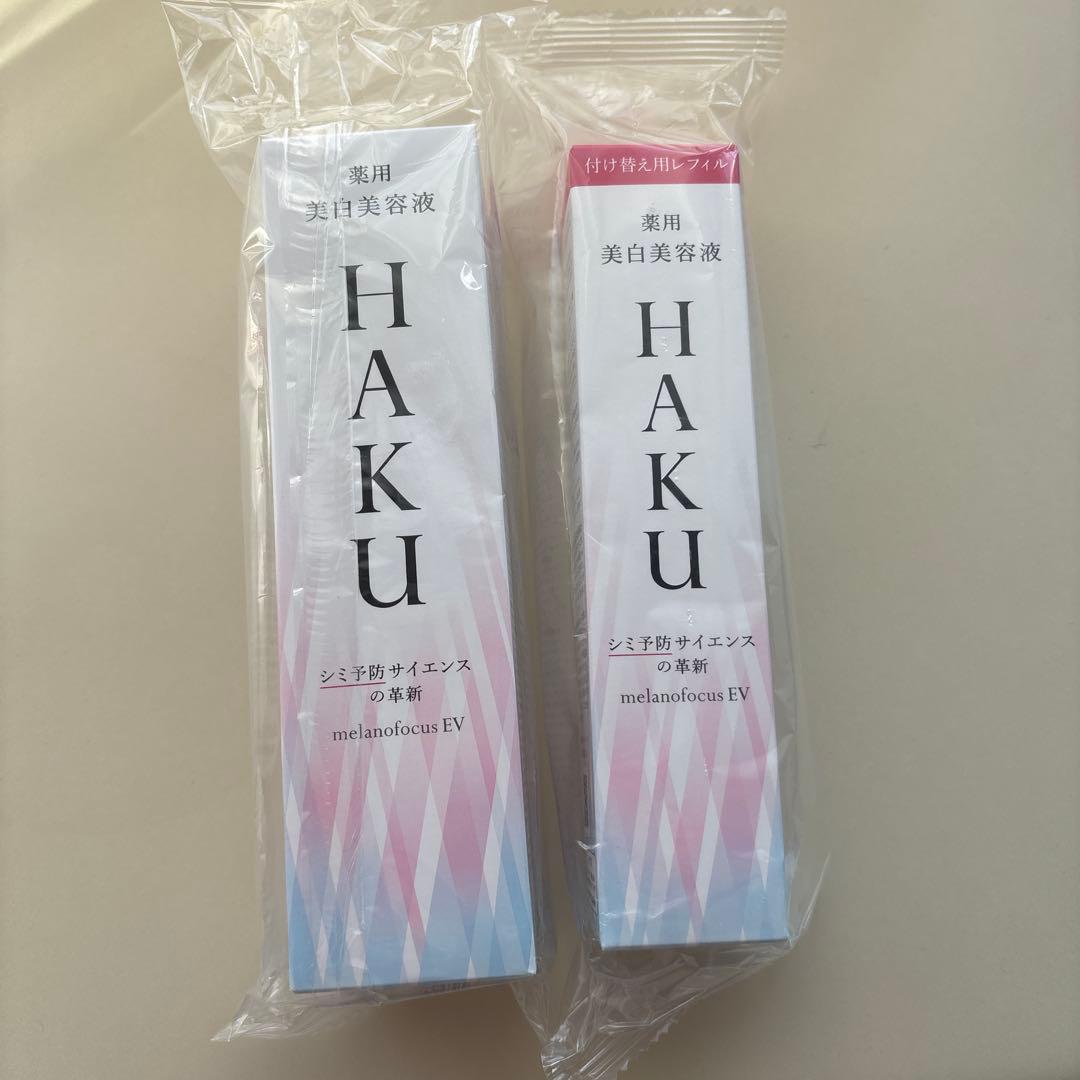 薬用
美白美容液
HAKU
シミ予防サイエンス
の革新
melanofocus EV
付け替え用レフィル
薬用
美白美容液
HAKU
シミ予防サイエンス
の革新
melanofocus EV